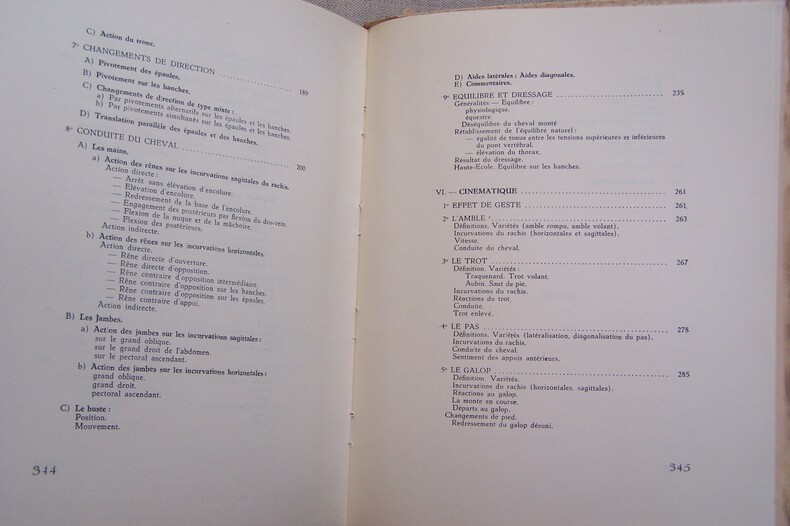 C) Action du tronc.
7° CHANGEMENTS DE DIRECTION ........ 189
A) Pivotement des épaules.
B) Pivotement sur les hanches.
C) Changements de direction de type mixte :
a) Par pivotements alternatifs sur les épaules et les hanches.
b) Par pivotements simultanés sur les épaules et les hanches.
D) Translation parallèle des épaules et des hanches.
8° CONDUITE DU CHEVAL ........ 200
A) Les mains.
a) Action des rênes sur les incurvations sagittales du rachis.
Action directe :
— Arrêt sans élévation d'encolure.
— Elévation d'encolure.
— Redressement de la base de l'encolure.
— Engagement des postérieurs par flexion du dos-rein.
— Flexion de la nuque et de la mâchoire.
— Flexion des postérieurs.
Action indirecte.
b) Action des rênes sur les incurvations horizontales.
Action directe.
— Rêne directe d'ouverture.
— Rêne directe d'opposition.
— Rêne contraire d'opposition intermédiaire.
— Rêne contraire d'opposition sur les hanches.
— Rêne contraire d'opposition sur les épaules.
— Rêne contraire d'appui.
Action indirecte.
B) Les Jambes.
a) Action des jambes sur les incurvations sagittales :
sur le grand oblique.
sur le grand droit de l'abdomen.
sur le pectoral ascendant.
b) Action des jambes sur les incurvations horizontales :
grand oblique.
grand droit.
pectoral ascendant.
C) Le buste :
Position.
Mouvement.
344
D) Aides latérales ; Aides diagonales.
E) Commentaires.
9° EQUILIBRE ET DRESSAGE ........ 235
Généralités — Equilibre :
physiologique.
équestre.
Déséquilibre du cheval monté
Rétablissement de l'équilibre naturel :
— égalité de tonus entre les tensions supérieures et inférieures
du pont vertébral.
— élévation du thorax.
Résultat du dressage.
Haute-Ecole. Equilibre sur les hanches.
VI. — CINEMATIQUE ........ 261
1° EFFET DE GESTE ........ 261
2° L'AMBLE ........ 263
Définitions. Variétés (amble rompu, amble volant).
Incurvations du rachis (horizontales et sagittales).
Vitesse.
Conduite du cheval.
3° LE TROT ........ 267
Définition. Variétés :
Traquenard. Trot volant.
Aubin. Saut de pie.
Incurvations du rachis.
Réactions du trot.
Conduite.
Trot enlevé.
4° LE PAS ........ 278
Définitions. Variétés (latéralisation, diagonalisation du pas).
Incurvations du rachis.
Conduite du cheval.
Sentiment des appuis antérieurs.
5° LE GALOP ........ 285
Définition. Variétés.
Incurvations du rachis (horizontales, sagittales).
Réactions au galop.
La monte en course.
Départs au galop.
Changements de pied.
Redressement du galop désuni.
345